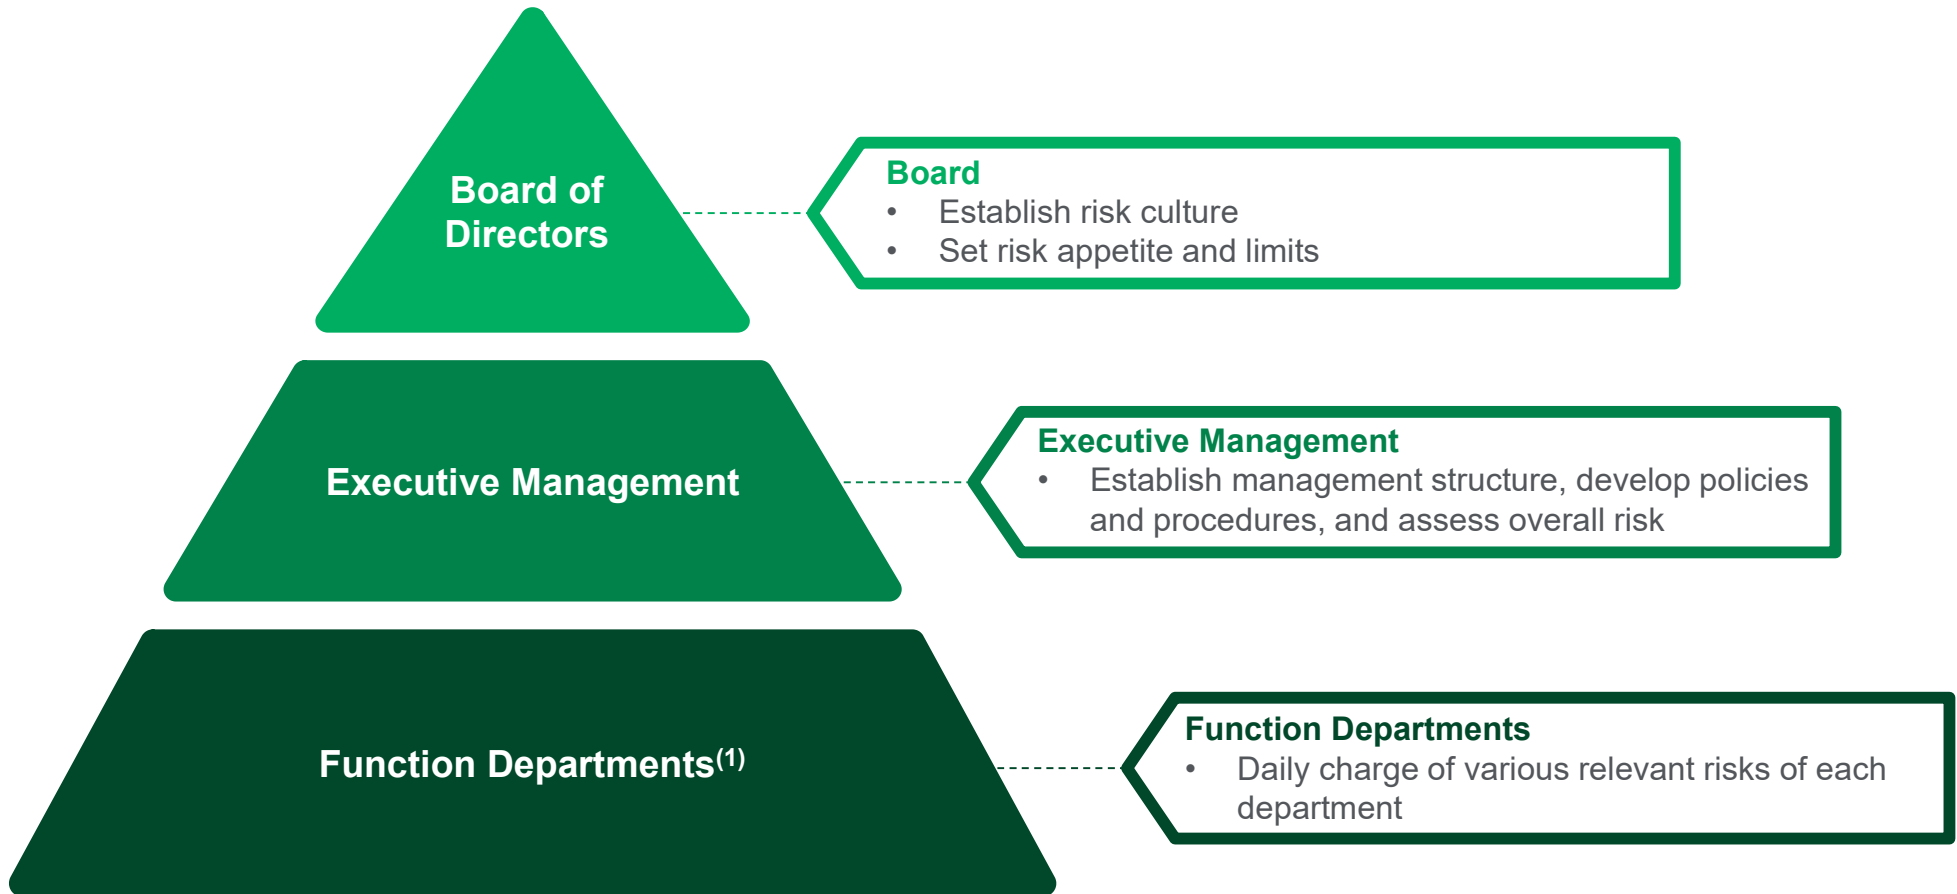 Board of
Directors
Board
• Establish risk culture
• Set risk appetite and limits
Executive Management
Executive Management
• Establish management structure, develop policies
and procedures, and assess overall risk
Function Departments(1)
Function Departments
• Daily charge of various relevant risks of each
department